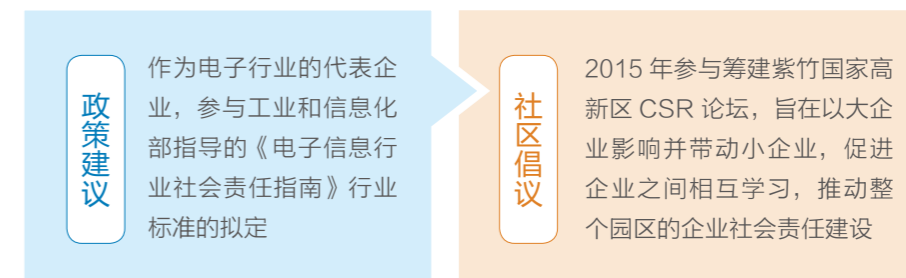 政策建议
作为电子行业的代表企
业，参与工业和信息化
部指导的《电子信息行
业社会责任指南》行业
标准的拟定
社区倡议
2015 年参与筹建紫竹国家高
新区 CSR 论坛，旨在以大企
业影响并带动小企业，促进
企业之间相互学习，推动整
个园区的企业社会责任建设